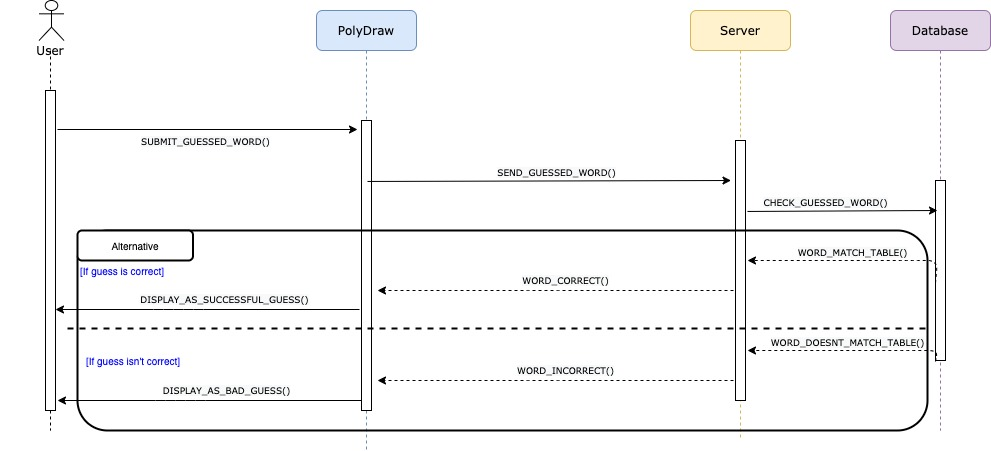 User
PolyDraw
Server
Database
SUBMIT_GUESSED_WORD()
SEND_GUESSED_WORD()
CHECK_GUESSED_WORD()
Alternative
WORD_MATCH_TABLE()
[If guess is correct]
WORD_CORRECT()
DISPLAY_AS_SUCCESSFUL_GUESS()
WORD_DOESNT_MATCH_TABLE()
[If guess isn't correct]
WORD_INCORRECT()
DISPLAY_AS_BAD_GUESS()